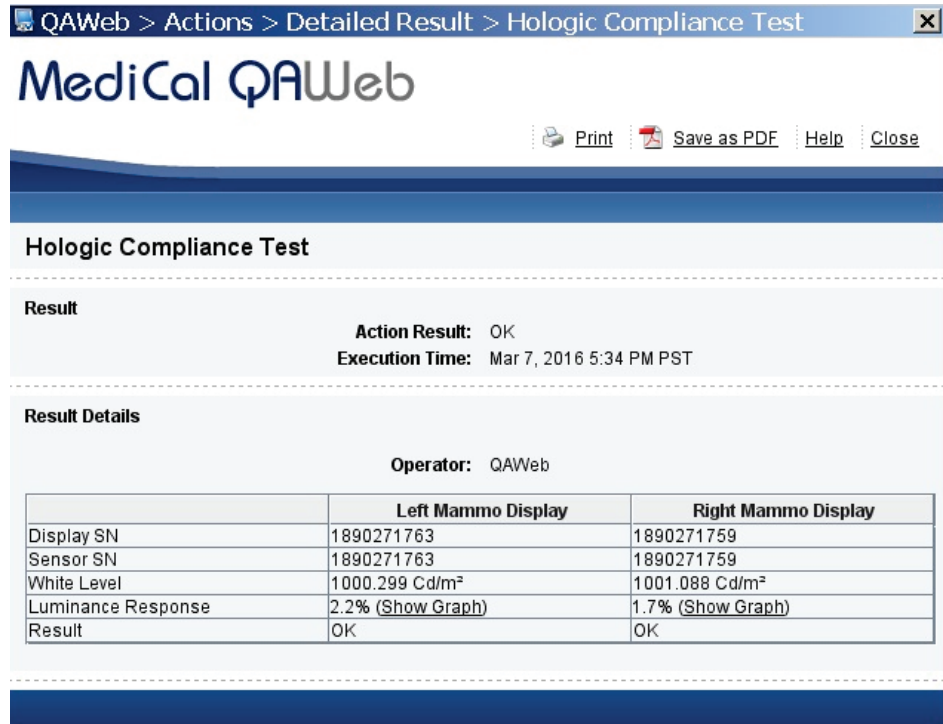 QAWeb > Actions > Detailed Result > Hologic Compliance Test
MediCal QAWeb
Print Save as PDF Help Close
Hologic Compliance Test
Result
Action Result: OK
Execution Time: Mar 7, 2016 5:34 PM PST
Result Details
Operator: QAWeb
Left Mammo Display Right Mammo Display
Display SN 1890271763 1890271759
Sensor SN 1890271763 1890271759
White Level 1000.299 Cd/m² 1001.088 Cd/m²
Luminance Response 2.2% (Show Graph) 1.7% (Show Graph)
Result OK OK